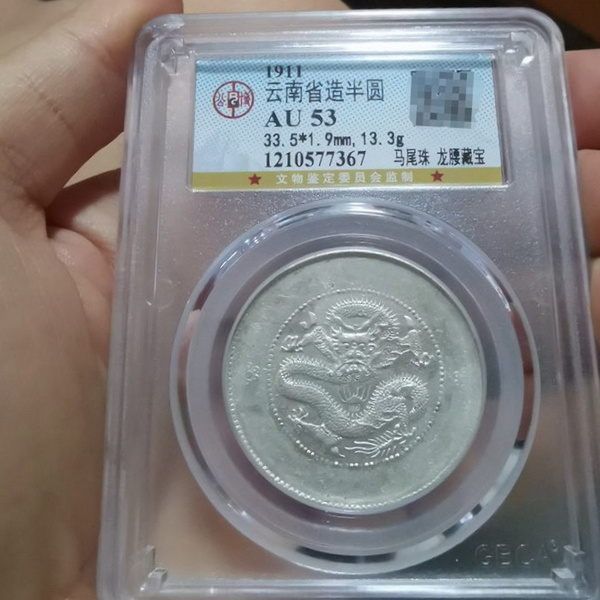 1911
云南省造半圆
AU 53
33.5*1.9mm,13.3g
1210577367 马尾珠 龙腰藏宝
★ 文物鉴定委员会监制 ★
GBCA